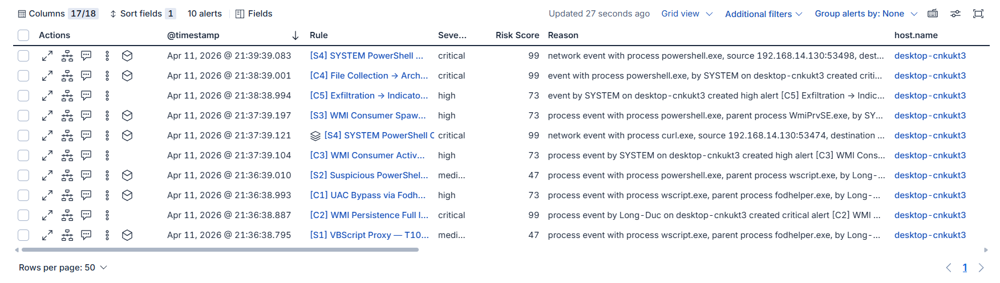 Columns 17/18 Sort fields 1 10 alerts Fields Updated 27 seconds ago Grid view Additional filters Group alerts by: None
Actions @timestamp Rule Seve... Risk Score Reason host.name
Apr 11, 2026 @ 21:39:39.083 [S4] SYSTEM PowerShell ... critical 99 network event with process powershell.exe, source 192.168.14.130:53498, dest... desktop-cnkukt3
Apr 11, 2026 @ 21:38:39.001 [C4] File Collection → Arch... critical 99 event with process powershell.exe, by SYSTEM on desktop-cnkukt3 created criti... desktop-cnkukt3
Apr 11, 2026 @ 21:38:38.994 [C5] Exfiltration → Indicato... high 73 event by SYSTEM on desktop-cnkukt3 created high alert [C5] Exfiltration → Indic... desktop-cnkukt3
Apr 11, 2026 @ 21:37:39.197 [S3] WMI Consumer Spaw... high 73 process event with process powershell.exe, parent process WmiPrvSE.exe, by SY... desktop-cnkukt3
Apr 11, 2026 @ 21:37:39.121 [S4] SYSTEM PowerShell C critical 99 network event with process curl.exe, source 192.168.14.130:53474, destination ... desktop-cnkukt3
Apr 11, 2026 @ 21:37:39.104 [C3] WMI Consumer Activ... high 73 process event by SYSTEM on desktop-cnkukt3 created high alert [C3] WMI Cons... desktop-cnkukt3
Apr 11, 2026 @ 21:36:39.010 [S2] Suspicious PowerShel... medi... 47 process event with process powershell.exe, parent process wscript.exe, by Long-... desktop-cnkukt3
Apr 11, 2026 @ 21:36:38.993 [C1] UAC Bypass via Fodh... high 73 process event with process wscript.exe, parent process fodhelper.exe, by Long-... desktop-cnkukt3
Apr 11, 2026 @ 21:36:38.887 [C2] WMI Persistence Full I... critical 99 process event by Long-Duc on desktop-cnkukt3 created critical alert [C2] WMI ... desktop-cnkukt3
Apr 11, 2026 @ 21:36:38.795 [S1] VBScript Proxy — T10... medi... 47 process event with process wscript.exe, parent process fodhelper.exe, by Long-... desktop-cnkukt3
Rows per page: 50 1